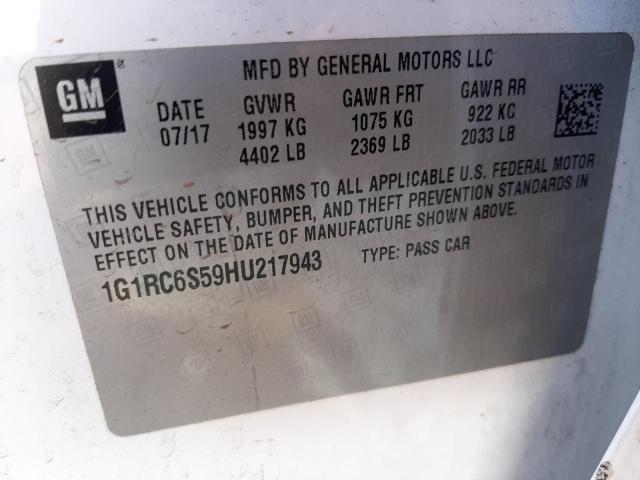 GM
MFD BY GENERAL MOTORS LLC
DATE GVWR GAWR FRT GAWR RR
07/17 1997 KG 1075 KG 922 KG
4402 LB 2369 LB 2033 LB
THIS VEHICLE CONFORMS TO ALL APPLICABLE U.S. FEDERAL MOTOR
VEHICLE SAFETY, BUMPER, AND THEFT PREVENTION STANDARDS IN
EFFECT ON THE DATE OF MANUFACTURE SHOWN ABOVE.
1G1RC6S59HU217943 TYPE: PASS CAR